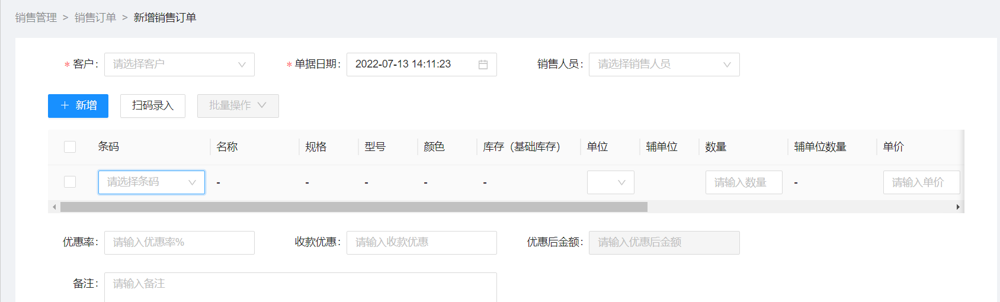 销售管理 > 销售订单 > 新增销售订单
* 客户: 请选择客户 * 单据日期: 2022-07-13 14:11:23 销售人员: 请选择销售人员
+ 新增 扫码录入 批量操作
条码 名称 规格 型号 颜色 库存（基础库存） 单位 辅单位 数量 辅单位数量 单价
请选择条码 - - - - - 请输入数量 - 请输入单价
优惠率: 请输入优惠率% 收款优惠: 请输入收款优惠 优惠后金额: 请输入优惠后金额
备注: 请输入备注